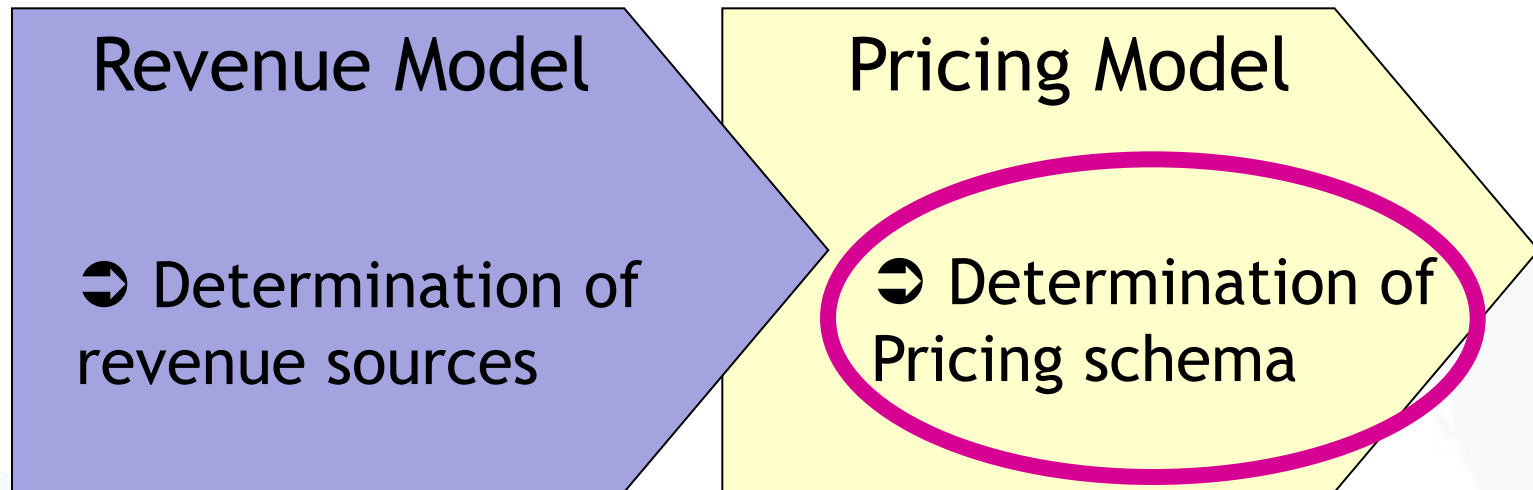 Revenue Model
➲ Determination of
revenue sources
Pricing Model
➲ Determination of
Pricing schema